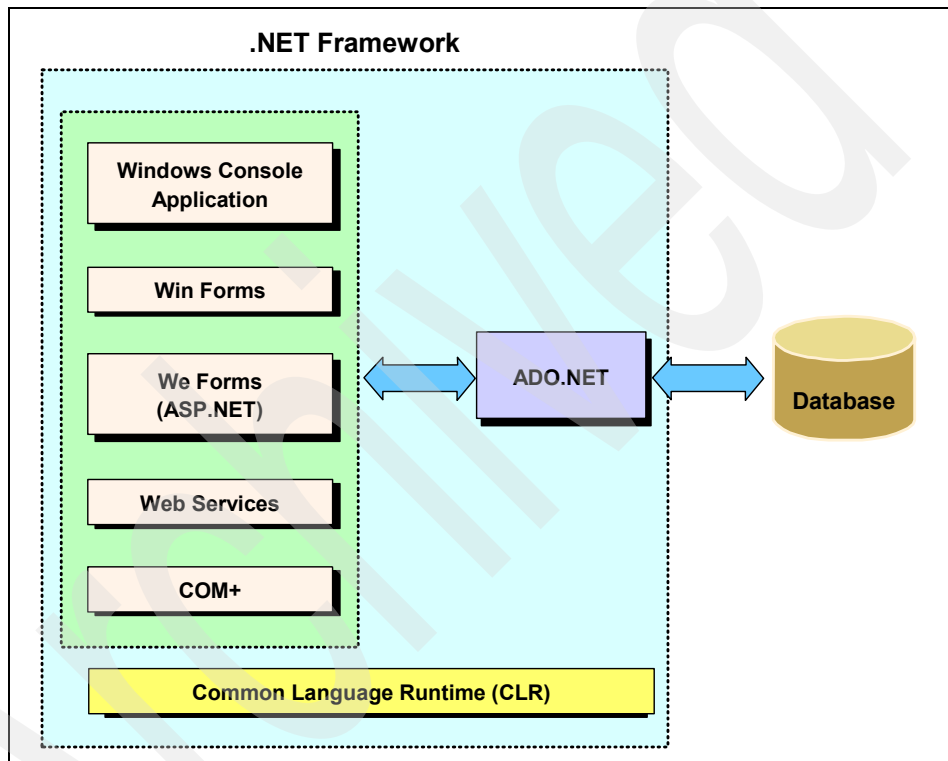 .NET Framework
Windows Console
Application
Win Forms
We Forms
(ASP.NET)
Web Services
COM+
ADO.NET
Database
Common Language Runtime (CLR)